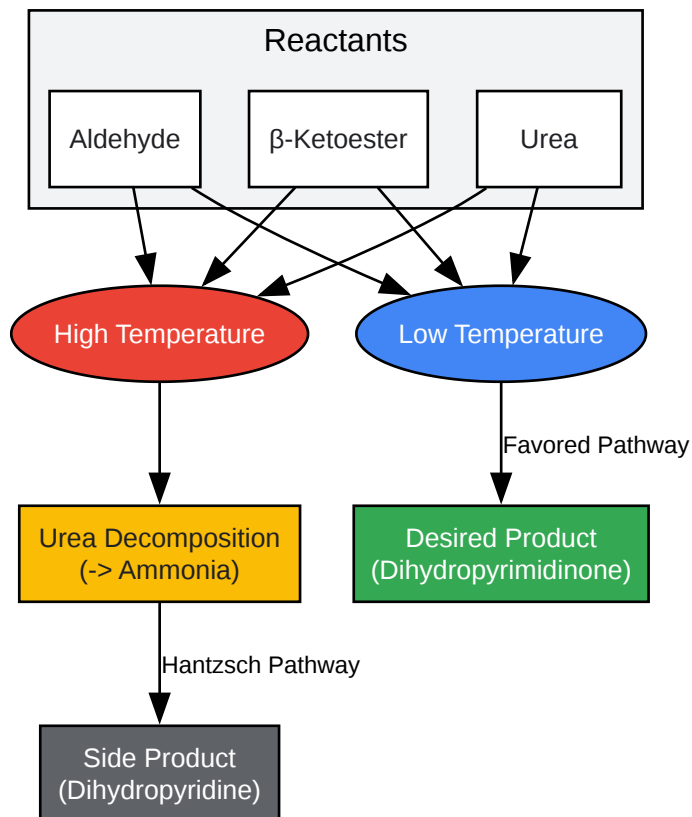 Reactants
Aldehyde
β-Ketoester
Urea
High Temperature
Low Temperature
Favored Pathway
Urea Decomposition
(-> Ammonia)
Desired Product
(Dihydropyrimidinone)
Hantzsch Pathway
Side Product
(Dihydropyridine)